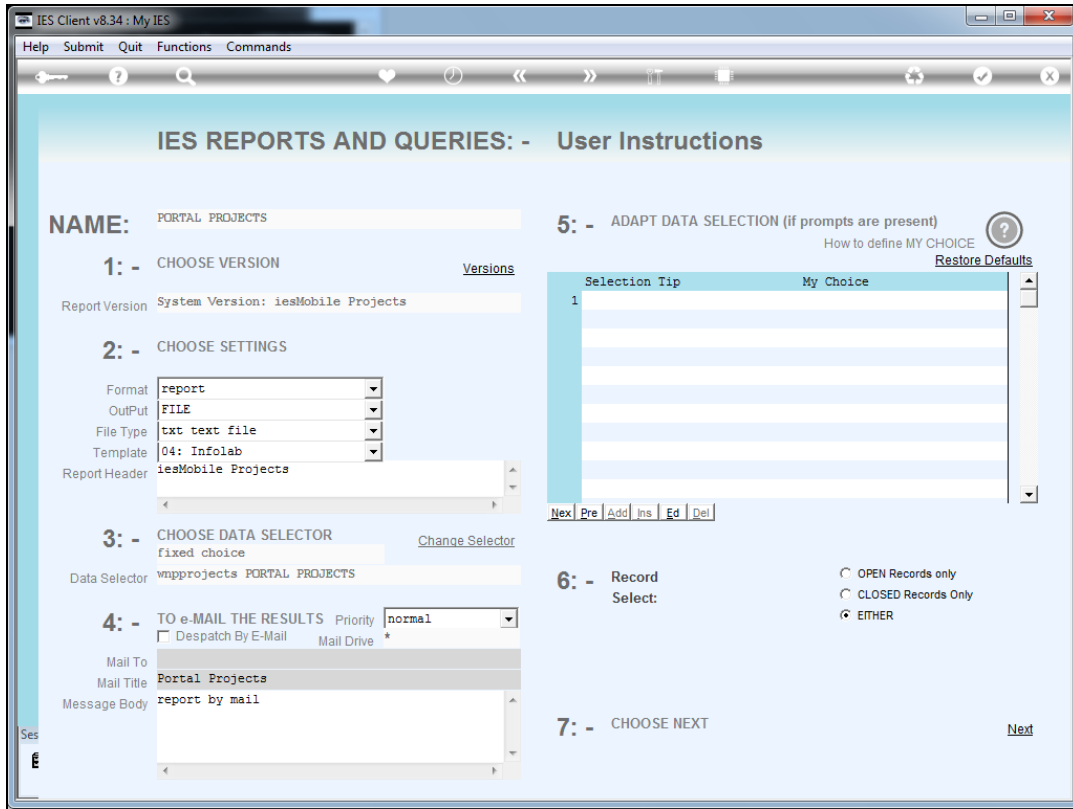 IES Client v8.34 : My IES
Help Submit Quit Functions Commands
IES REPORTS AND QUERIES: - User Instructions
NAME: PORTAL PROJECTS
1: - CHOOSE VERSION Versions
Report Version System Version: iesMobile Projects
2: - CHOOSE SETTINGS
Format report
OutPut FILE
File Type txt text file
Template 04: Infolab
Report Header iesMobile Projects
3: - CHOOSE DATA SELECTOR Change Selector
fixed choice
Data Selector wnpprojects PORTAL PROJECTS
4: - TO e-MAIL THE RESULTS Priority normal
Despatch By E-Mail Mail Drive *
Mail To
Mail Title Portal Projects
Message Body report by mail
5: - ADAPT DATA SELECTION (if prompts are present)
How to define MY CHOICE ?
Restore Defaults
Selection Tip My Choice
1
Nex Pre Add Ins Ed Del
6: - Record Select:
OPEN Records only
CLOSED Records Only
EITHER
7: - CHOOSE NEXT Next
Ses